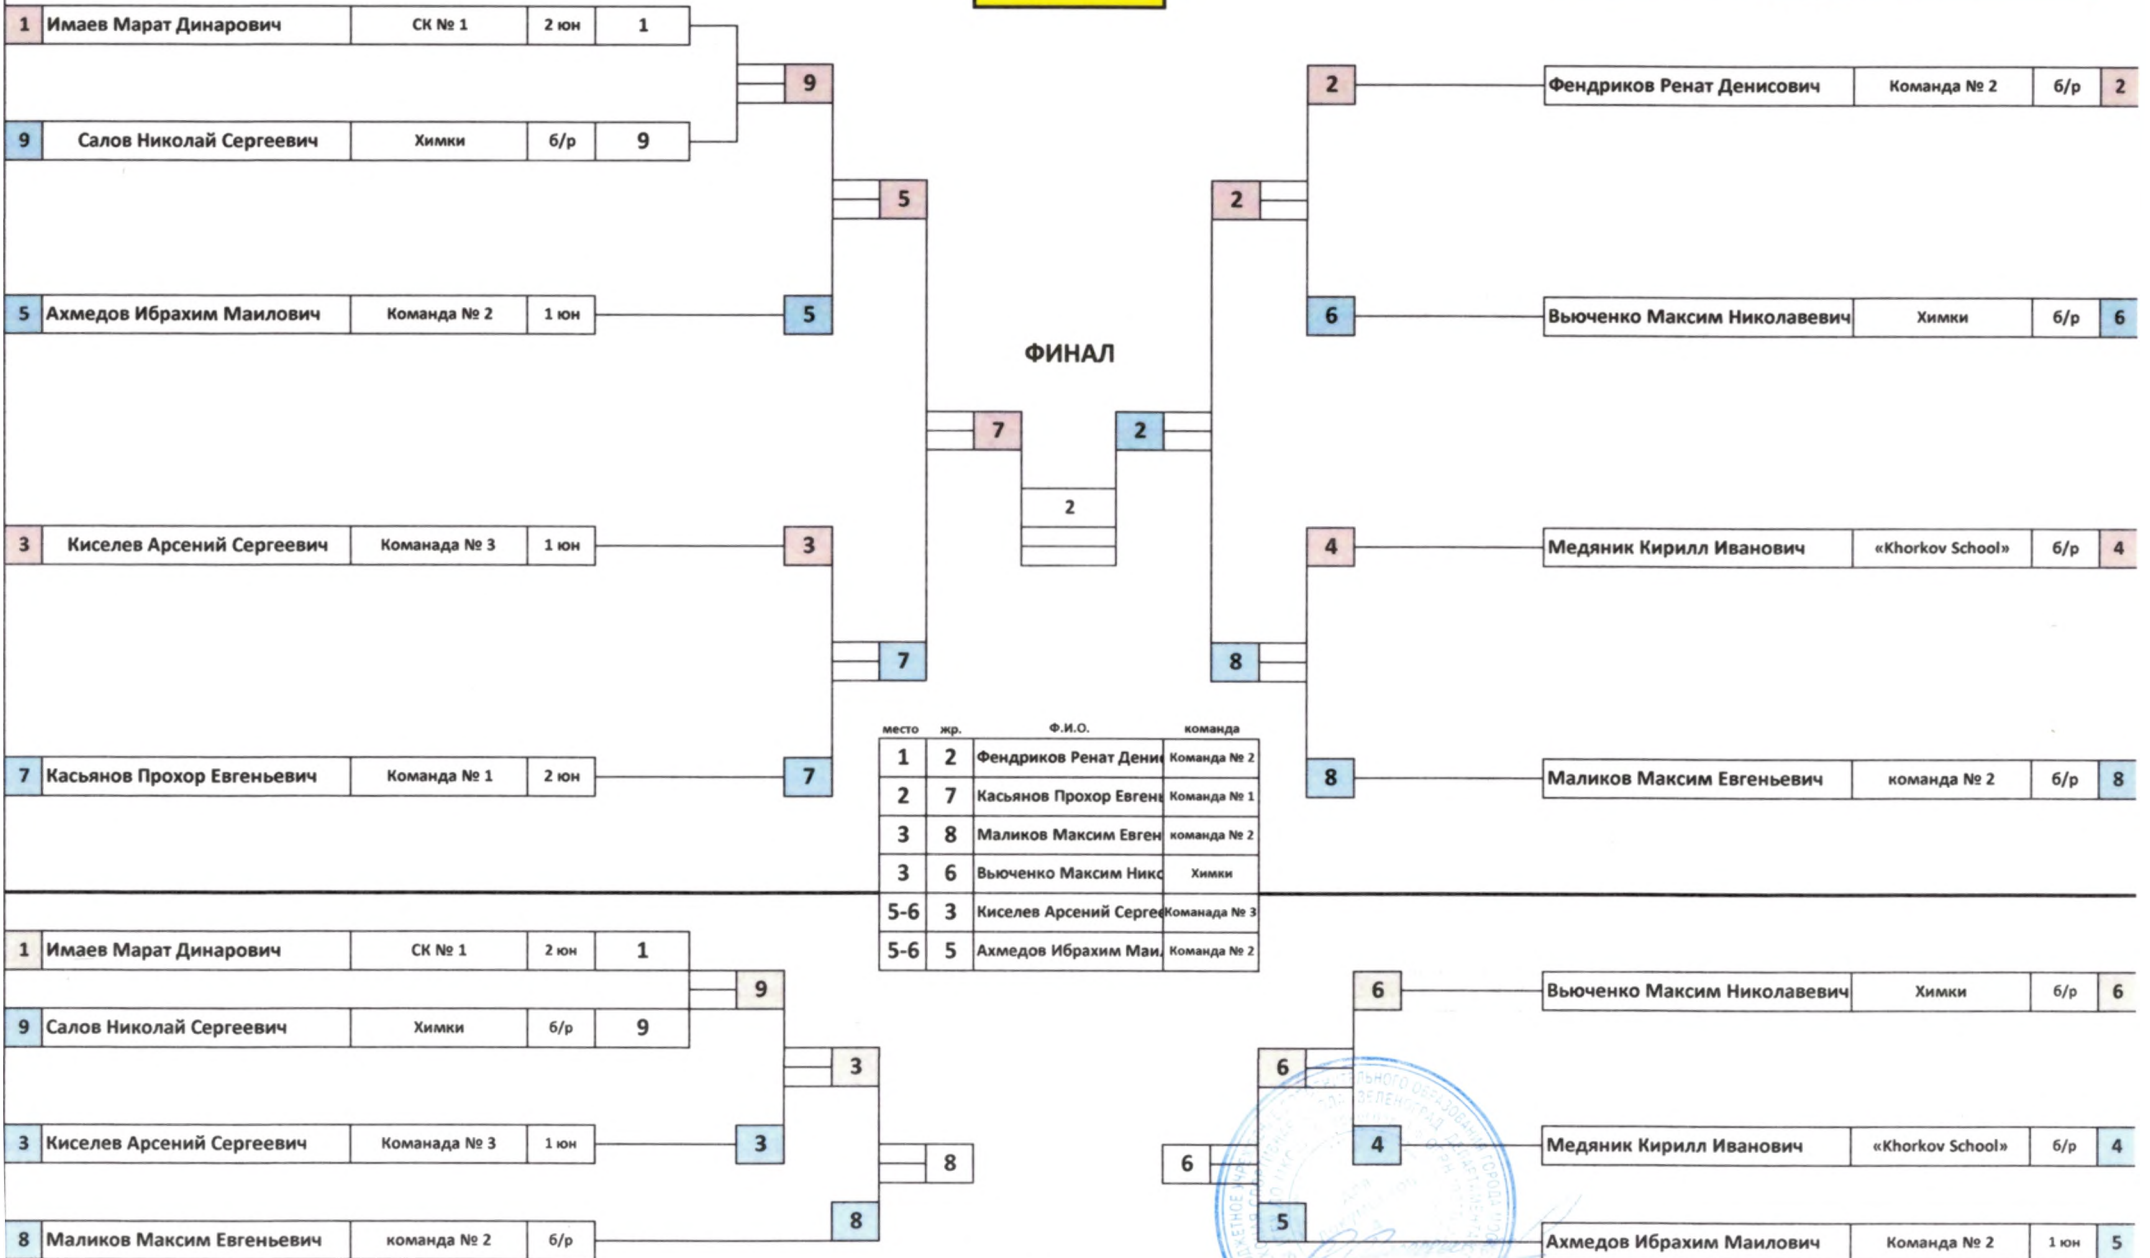 1 Имаев Марат Динарович СК № 1 2 юн 1
9
2 Фендриков Ренат Денисович Команда № 2 б/р 2
9 Салов Николай Сергеевич Химки б/р 9
5
2
5 Ахмедов Ибрахим Маилович Команда № 2 1 юн 5
6 Вьюченко Максим Николавевич Химки б/р 6
ФИНАЛ
7 2
2
3 Киселев Арсений Сергеевич Команада № 3 1 юн 3
4 Медяник Кирилл Иванович «Khorkov School» б/р 4
7
8
место жр. Ф.И.О. команда
1 2 Фендриков Ренат Дени Команда № 2
7 Касьянов Прохор Евгеньевич Команда № 1 2 юн 7
8 Маликов Максим Евгеньевич команда № 2 б/р 8
2 7 Касьянов Прохор Евген Команда № 1
3 8 Маликов Максим Евген команда № 2
3 6 Вьюченко Максим Ник Химки
5-6 3 Киселев Арсений Серге Команада № 3
5-6 5 Ахмедов Ибрахим Маи Команда № 2
1 Имаев Марат Динарович СК № 1 2 юн 1
9
6 Вьюченко Максим Николавевич Химки б/р 6
9 Салов Николай Сергеевич Химки б/р 9
3
6
3 Киселев Арсений Сергеевич Команада № 3 1 юн 3
4 Медяник Кирилл Иванович «Khorkov School» б/р 4
8
6
8
5
8 Маликов Максим Евгеньевич команда № 2 б/р
Ахмедов Ибрахим Маилович Команда № 2 1 юн 5